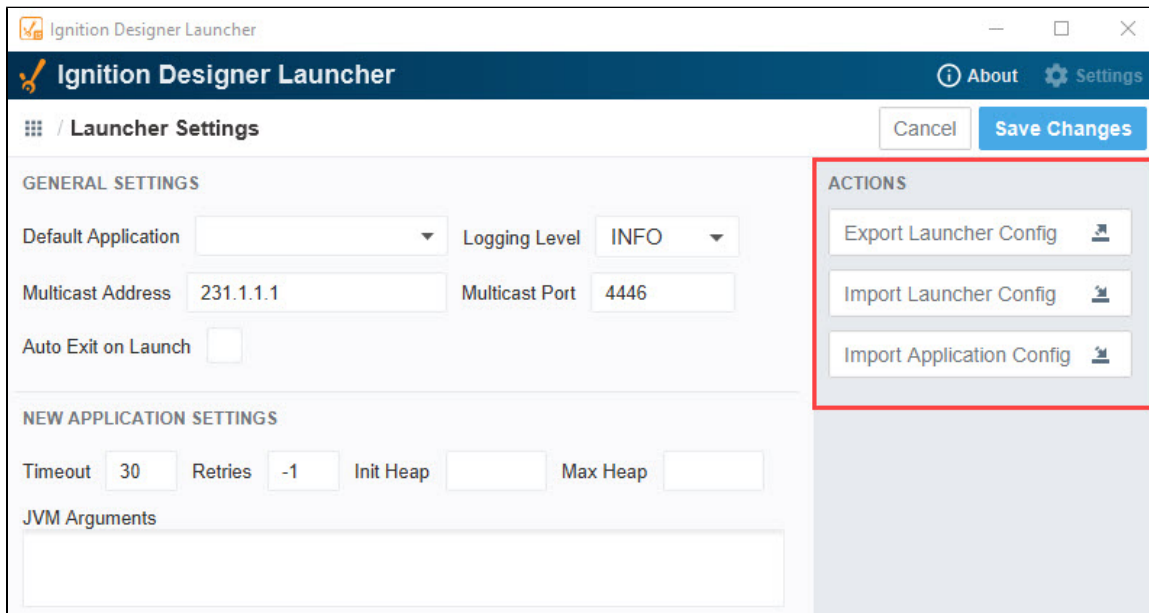 Ignition Designer Launcher
Ignition Designer Launcher
About
Settings
/ Launcher Settings
Cancel
Save Changes
GENERAL SETTINGS
Default Application
Logging Level
INFO
Multicast Address
231.1.1.1
Multicast Port
4446
Auto Exit on Launch
NEW APPLICATION SETTINGS
Timeout
30
Retries
-1
Init Heap
Max Heap
JVM Arguments
ACTIONS
Export Launcher Config
Import Launcher Config
Import Application Config